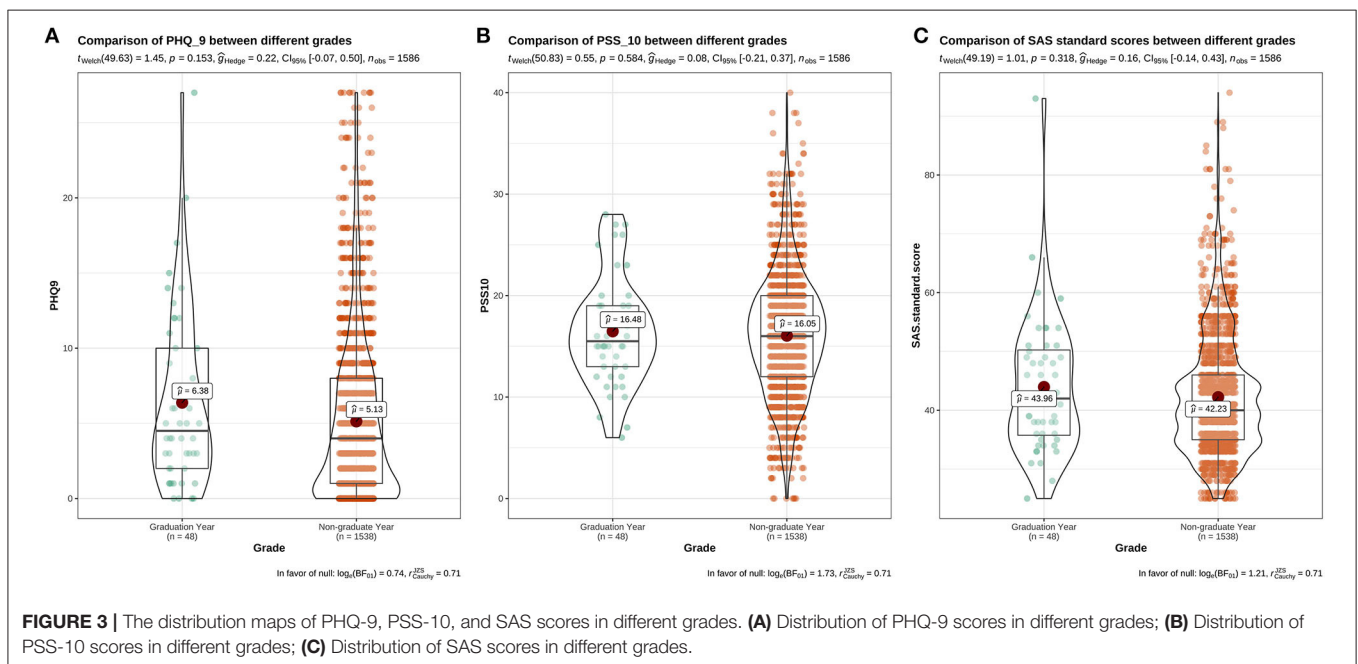 A
Comparison of PHQ_9 between different grades
tWelch(49.63) = 1.45, p = 0.153, ĝHedge = 0.22, CI95% [-0.07, 0.50], nobs = 1586
PHQ9
20
10
0
μ̂ = 6.38
μ̂ = 5.13
Graduation Year
(n = 48)
Non-graduate Year
(n = 1538)
Grade
In favor of null: loge(BF01) = 0.74, rJZSCauchy = 0.71
B
Comparison of PSS_10 between different grades
tWelch(50.83) = 0.55, p = 0.584, ĝHedge = 0.08, CI95% [-0.21, 0.37], nobs = 1586
PSS10
40
30
20
10
0
μ̂ = 16.48
μ̂ = 16.05
Graduation Year
(n = 48)
Non-graduate Year
(n = 1538)
Grade
In favor of null: loge(BF01) = 1.73, rJZSCauchy = 0.71
C
Comparison of SAS standard scores between different grades
tWelch(49.19) = 1.01, p = 0.318, ĝHedge = 0.16, CI95% [-0.14, 0.43], nobs = 1586
SAS.standard.score
80
60
40
μ̂ = 43.96
μ̂ = 42.23
Graduation Year
(n = 48)
Non-graduate Year
(n = 1538)
Grade
In favor of null: loge(BF01) = 1.21, rJZSCauchy = 0.71
FIGURE 3 | The distribution maps of PHQ-9, PSS-10, and SAS scores in different grades. (A) Distribution of PHQ-9 scores in different grades; (B) Distribution of
PSS-10 scores in different grades; (C) Distribution of SAS scores in different grades.